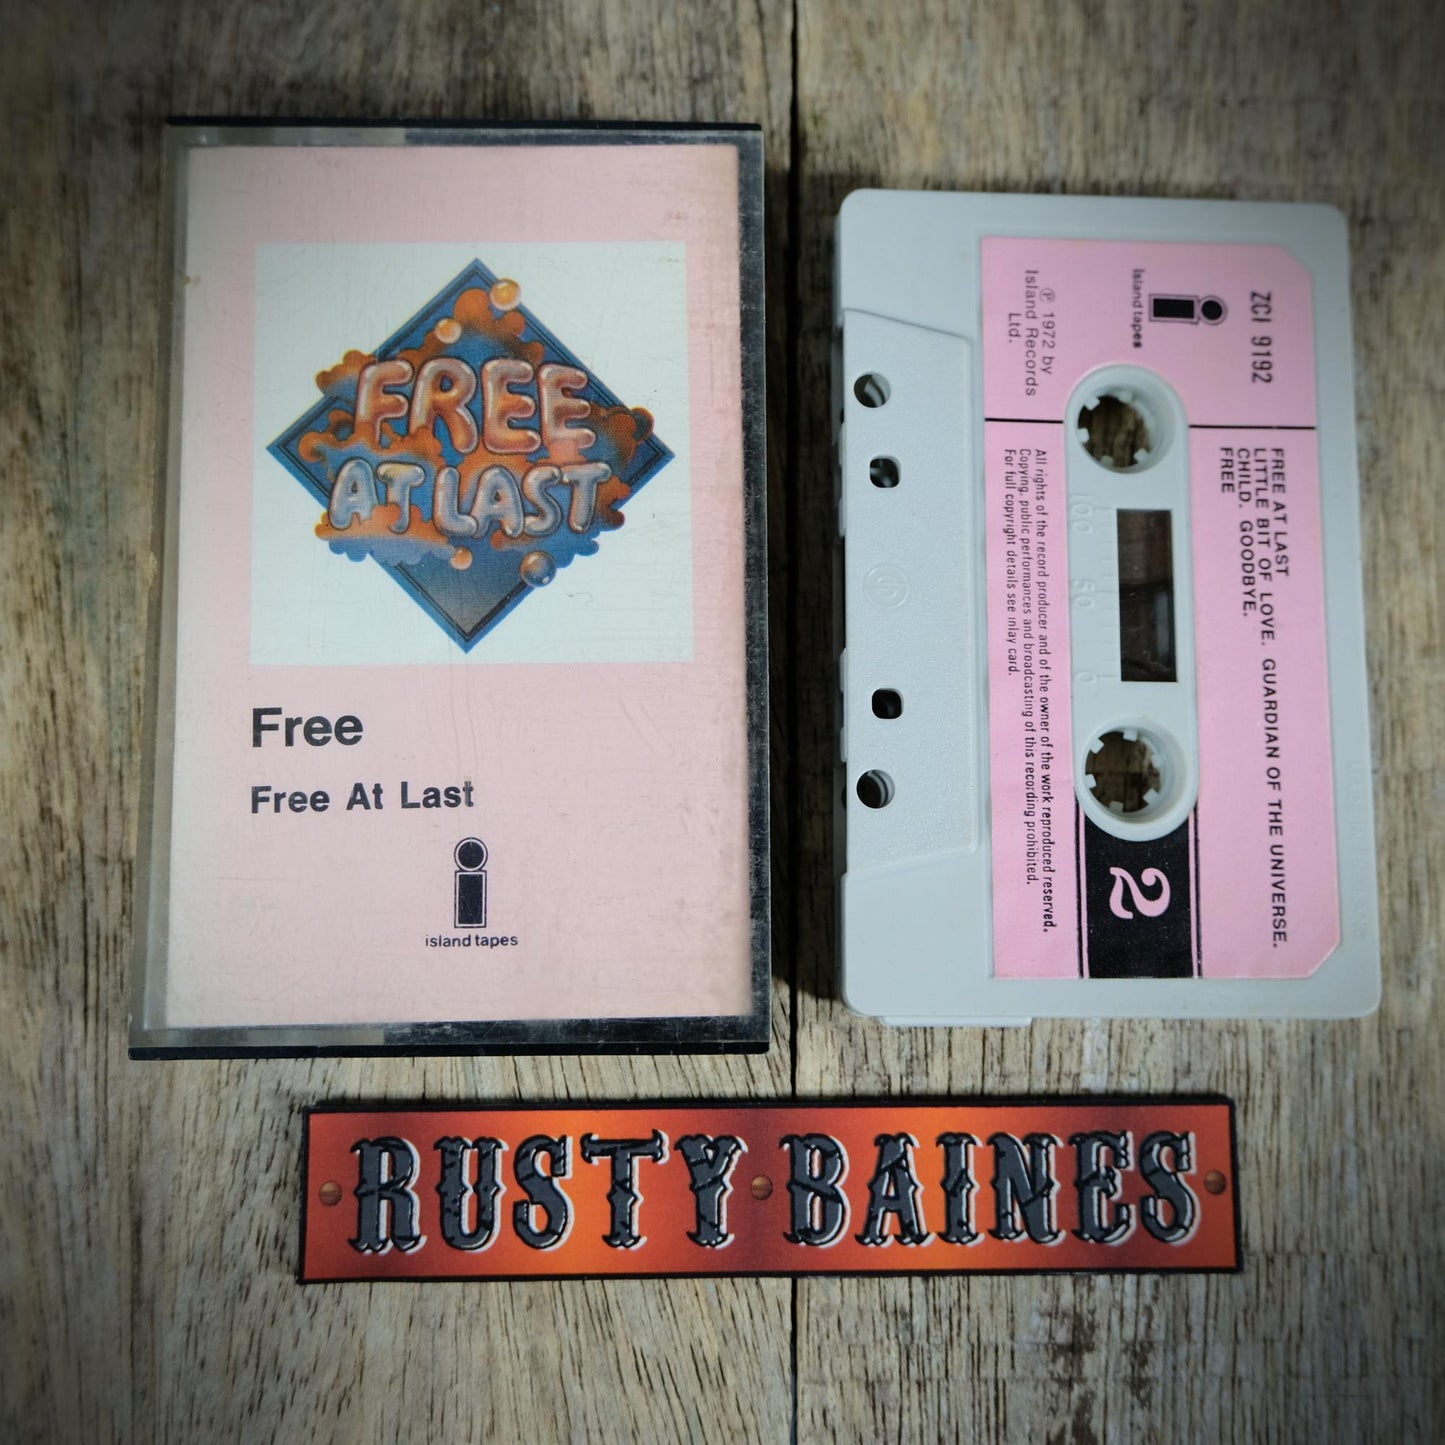 FREE
AT LAST
Free
Free At Last
island tapes
ZCI 9192
island tapes
℗ 1972 by
Island Records
Ltd.
FREE AT LAST
LITTLE BIT OF LOVE. GUARDIAN OF THE UNIVERSE.
CHILD. GOODBYE.
FREE
100 50 0
2
All rights of the record producer and of the owner of the work reproduced reserved.
Copying, public performances and broadcasting of this recording prohibited.
For full copyright details see inlay card.
RUSTY BAINES